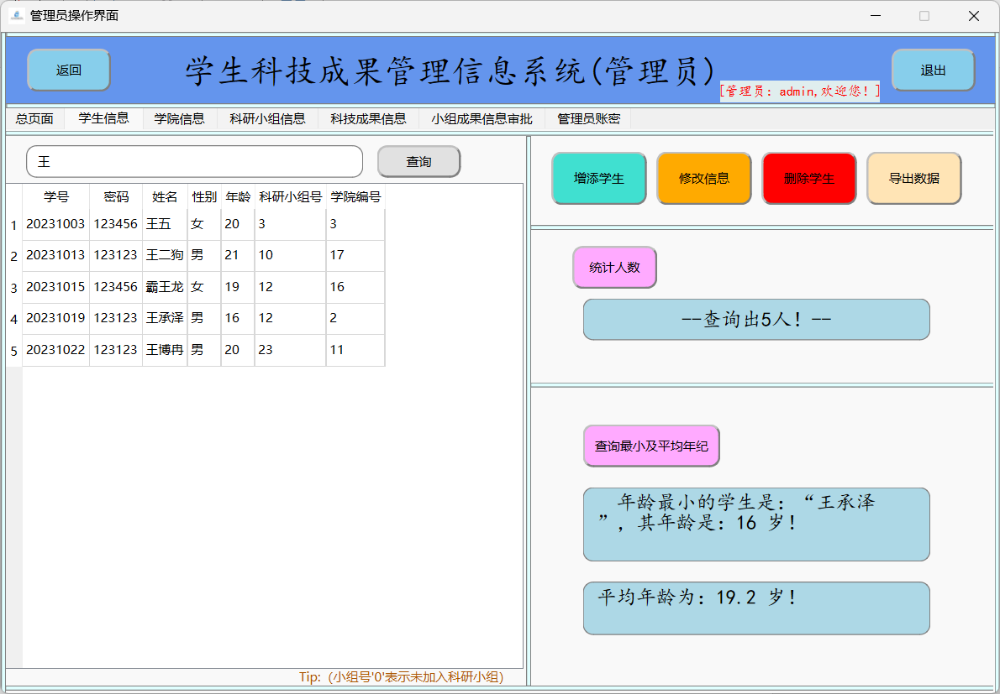 管理员操作界面
返回
学生科技成果管理信息系统(管理员)
[管理员: admin,欢迎您! ]
退出
总页面 学生信息 学院信息 科研小组信息 科技成果信息 小组成果信息审批 管理员账密
王 查询
增添学生 修改信息 删除学生 导出数据
学号 密码 姓名 性别 年龄 科研小组号 学院编号
1 20231003 123456 王五 女 20 3 3
2 20231013 123123 王二狗 男 21 10 17
3 20231015 123456 霸王龙 女 19 12 16
4 20231019 123123 王承泽 男 16 12 2
5 20231022 123123 王博冉 男 20 23 11
Tip:（小组号'0'表示未加入科研小组）
统计人数
--查询出5人! --
查询最小及平均年纪
年龄最小的学生是: “王承泽
”, 其年龄是: 16 岁!
平均年龄为: 19.2 岁!